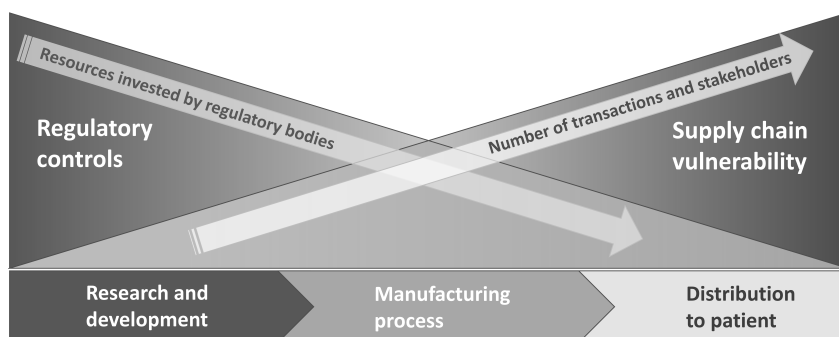 Resources invested by regulatory bodies
Number of transactions and stakeholders
Regulatory
controls
Supply chain
vulnerability
Research and
development
Manufacturing
process
Distribution
to patient